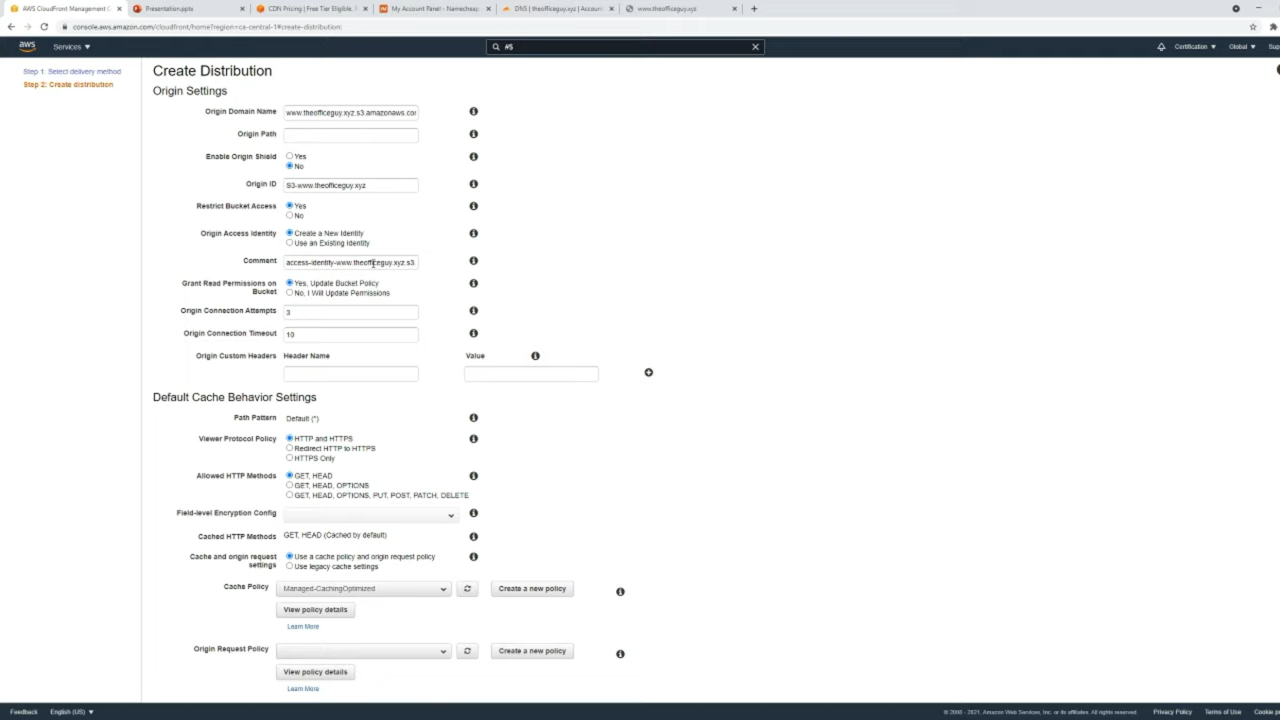 AWS CloudFront Management C
Presentation.pptx
CDN Pricing | Free Tier Eligible,
My Account Panel - Namecheap
DNS | theofficeguy.xyz | Account
www.theofficeguy.xyz
console.aws.amazon.com/cloudfront/home?region=ca-central-1#create-distribution:
aws
Services
#5
Certification
Global
Sup
Step 1: Select delivery method
Step 2: Create distribution
Create Distribution
Origin Settings
Origin Domain Name
www.theofficeguy.xyz.s3.amazonaws.con
Origin Path
Enable Origin Shield
Yes
No
Origin ID
S3-www.theofficeguy.xyz
Restrict Bucket Access
Yes
No
Origin Access Identity
Create a New Identity
Use an Existing Identity
Comment
access-identity-www.theofficeguy.xyz.s3.
Grant Read Permissions on
Bucket
Yes, Update Bucket Policy
No, I Will Update Permissions
Origin Connection Attempts
3
Origin Connection Timeout
10
Origin Custom Headers
Header Name
Value
Default Cache Behavior Settings
Path Pattern
Default (*)
Viewer Protocol Policy
HTTP and HTTPS
Redirect HTTP to HTTPS
HTTPS Only
Allowed HTTP Methods
GET, HEAD
GET, HEAD, OPTIONS
GET, HEAD, OPTIONS, PUT, POST, PATCH, DELETE
Field-level Encryption Config
Cached HTTP Methods
GET, HEAD (Cached by default)
Cache and origin request
settings
Use a cache policy and origin request policy
Use legacy cache settings
Cache Policy
Managed-CachingOptimized
Create a new policy
View policy details
Learn More
Origin Request Policy
Create a new policy
View policy details
Learn More
Feedback
English (US)
© 2008 - 2021, Amazon Web Services, Inc. or its affiliates. All rights reserved.
Privacy Policy
Terms of Use
Cookie p